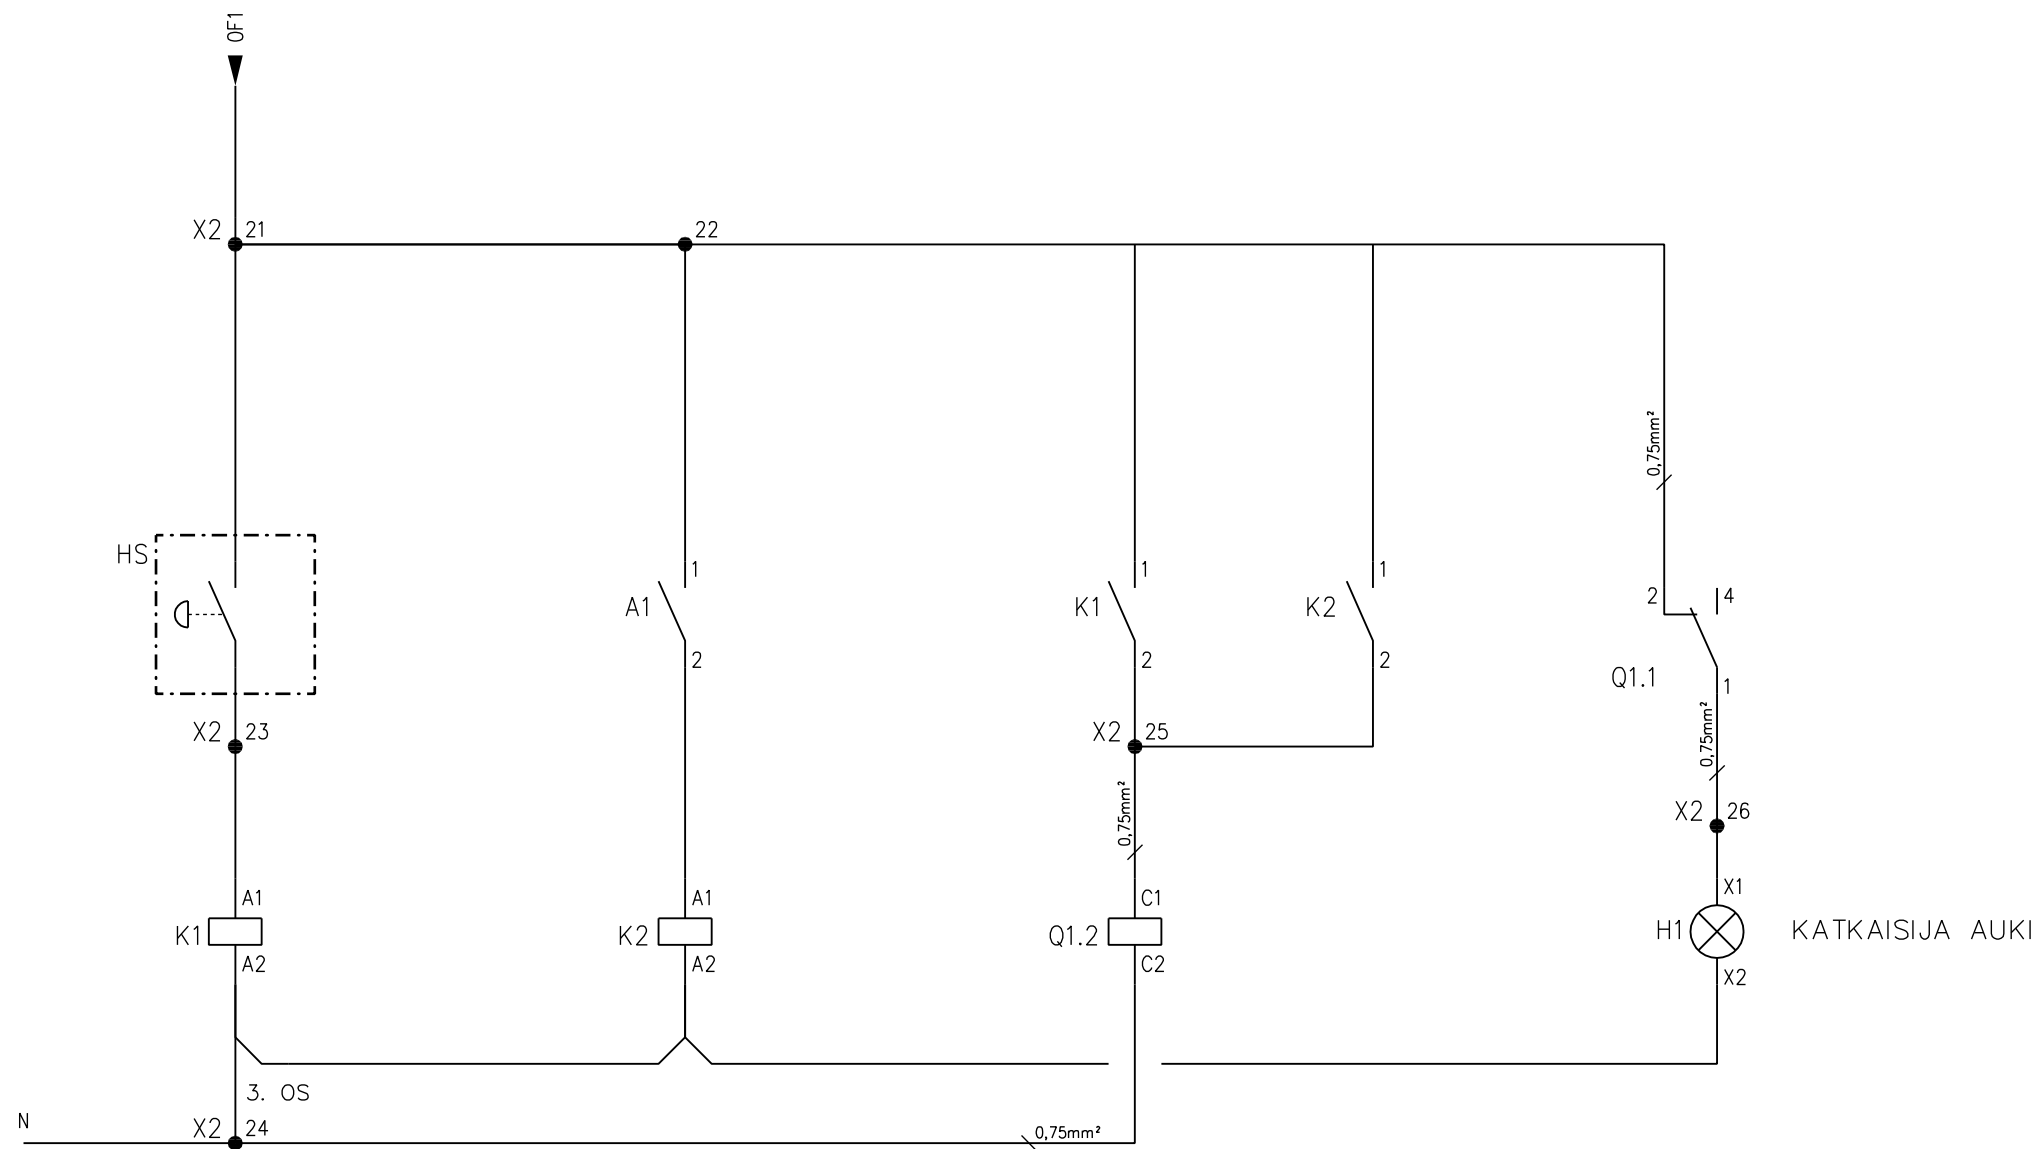 OF1
X2 21
22
0,75mm²
HS
1
1
1
A1
K1
K2
2
4
2
2
2
Q1.1
1
X2 23
X2 25
0,75mm²
0,75mm²
X2 26
A1
A1
C1
X1
K1
K2
Q1.2
H1
KATKAISIJA AUKI
A2
A2
C2
X2
3. OS
N
X2 24
0,75mm²